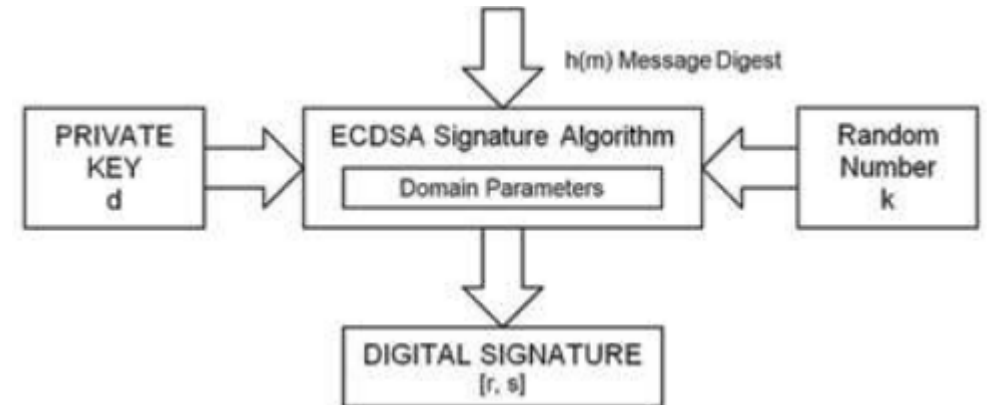 h(m) Message Digest
PRIVATE
KEY
d
ECDSA Signature Algorithm
Domain Parameters
Random
Number
k
DIGITAL SIGNATURE
[r, s]